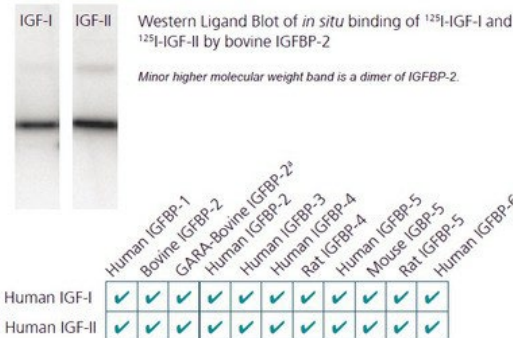 IGF-I IGF-II
Western Ligand Blot of in situ binding of ¹²⁵I-IGF-I and
¹²⁵I-IGF-II by bovine IGFBP-2
Minor higher molecular weight band is a dimer of IGFBP-2.
Human IGFBP-1
Bovine IGFBP-2
GARA-Bovine IGFBP-2ª
Human IGFBP-2
Human IGFBP-3
Human IGFBP-4
Rat IGFBP-4
Human IGFBP-5
Mouse IGBP-5
Rat IGFBP-5
Human IGFBP-6
Human IGF-I ✓ ✓ ✓ ✓ ✓ ✓ ✓ ✓ ✓ ✓ ✓
Human IGF-II ✓ ✓ ✓ ✓ ✓ ✓ ✓ ✓ ✓ ✓ ✓